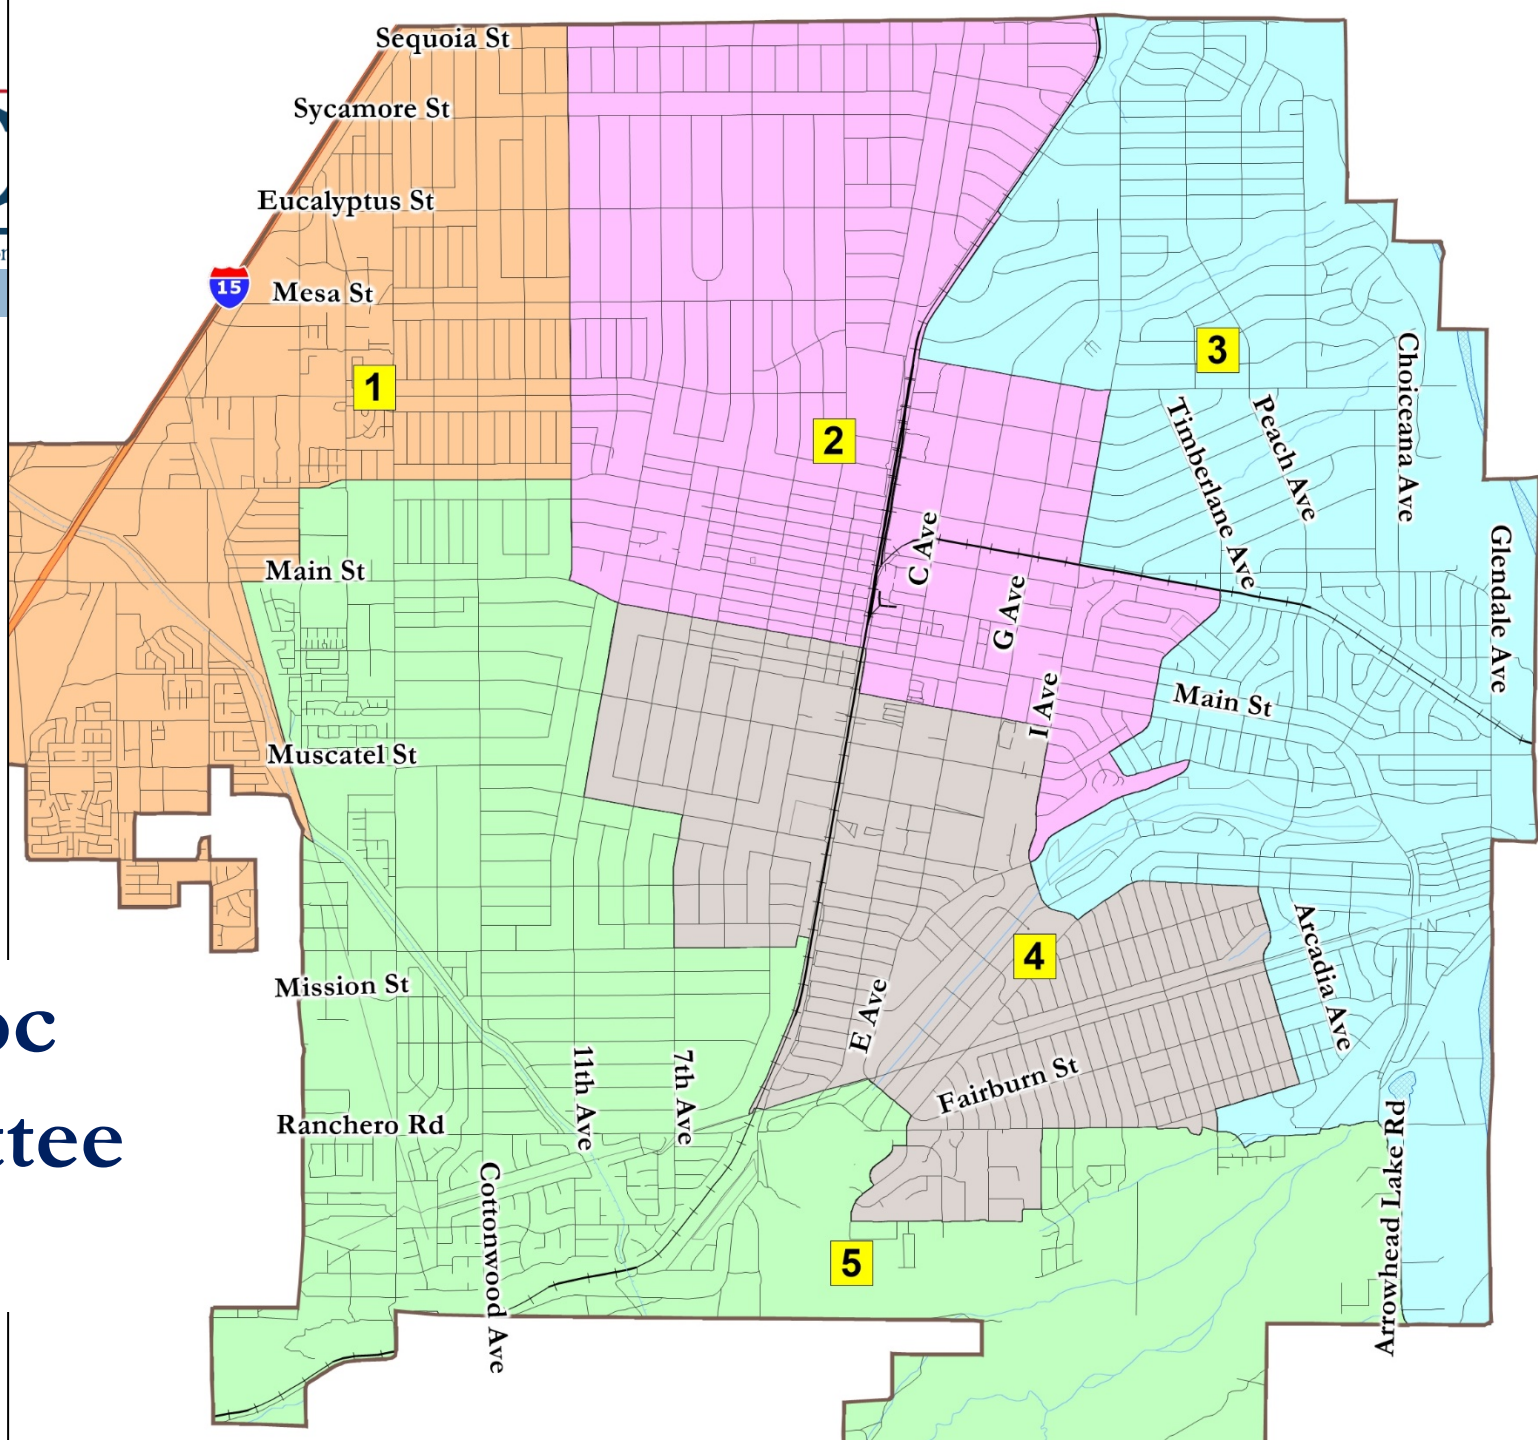 Sequoia St
Sycamore St
Eucalyptus St
15
Mesa St
1
2
3
Choiceana Ave
Timberlane Ave
Peach Ave
C Ave
G Ave
Glendale Ave
Main St
I Ave
Main St
Muscatel St
4
Arcadia Ave
Mission St
E Ave
11th Ave
7th Ave
Fairburn St
Ranchero Rd
Cottonwood Ave
5
Arrowhead Lake Rd
oc
ttee